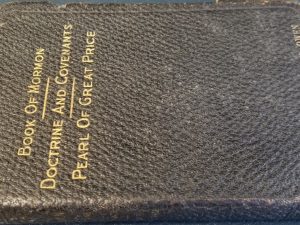 BOOK OF MORMON
DOCTRINE AND COVENANTS
PEARL OF GREAT PRICE